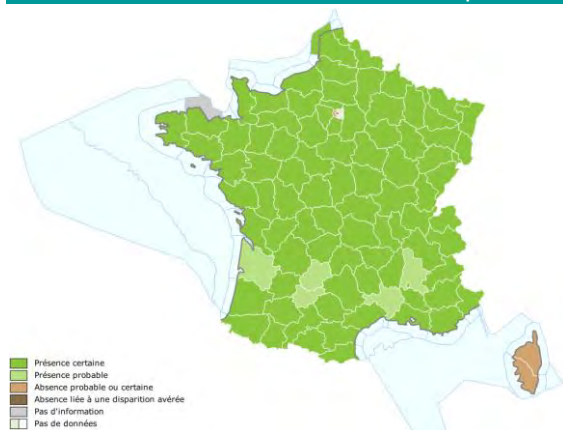 Présence certaine
Présence probable
Absence probable ou certaine
Absence liée à une disparition avérée
Pas d'information
Pas de données